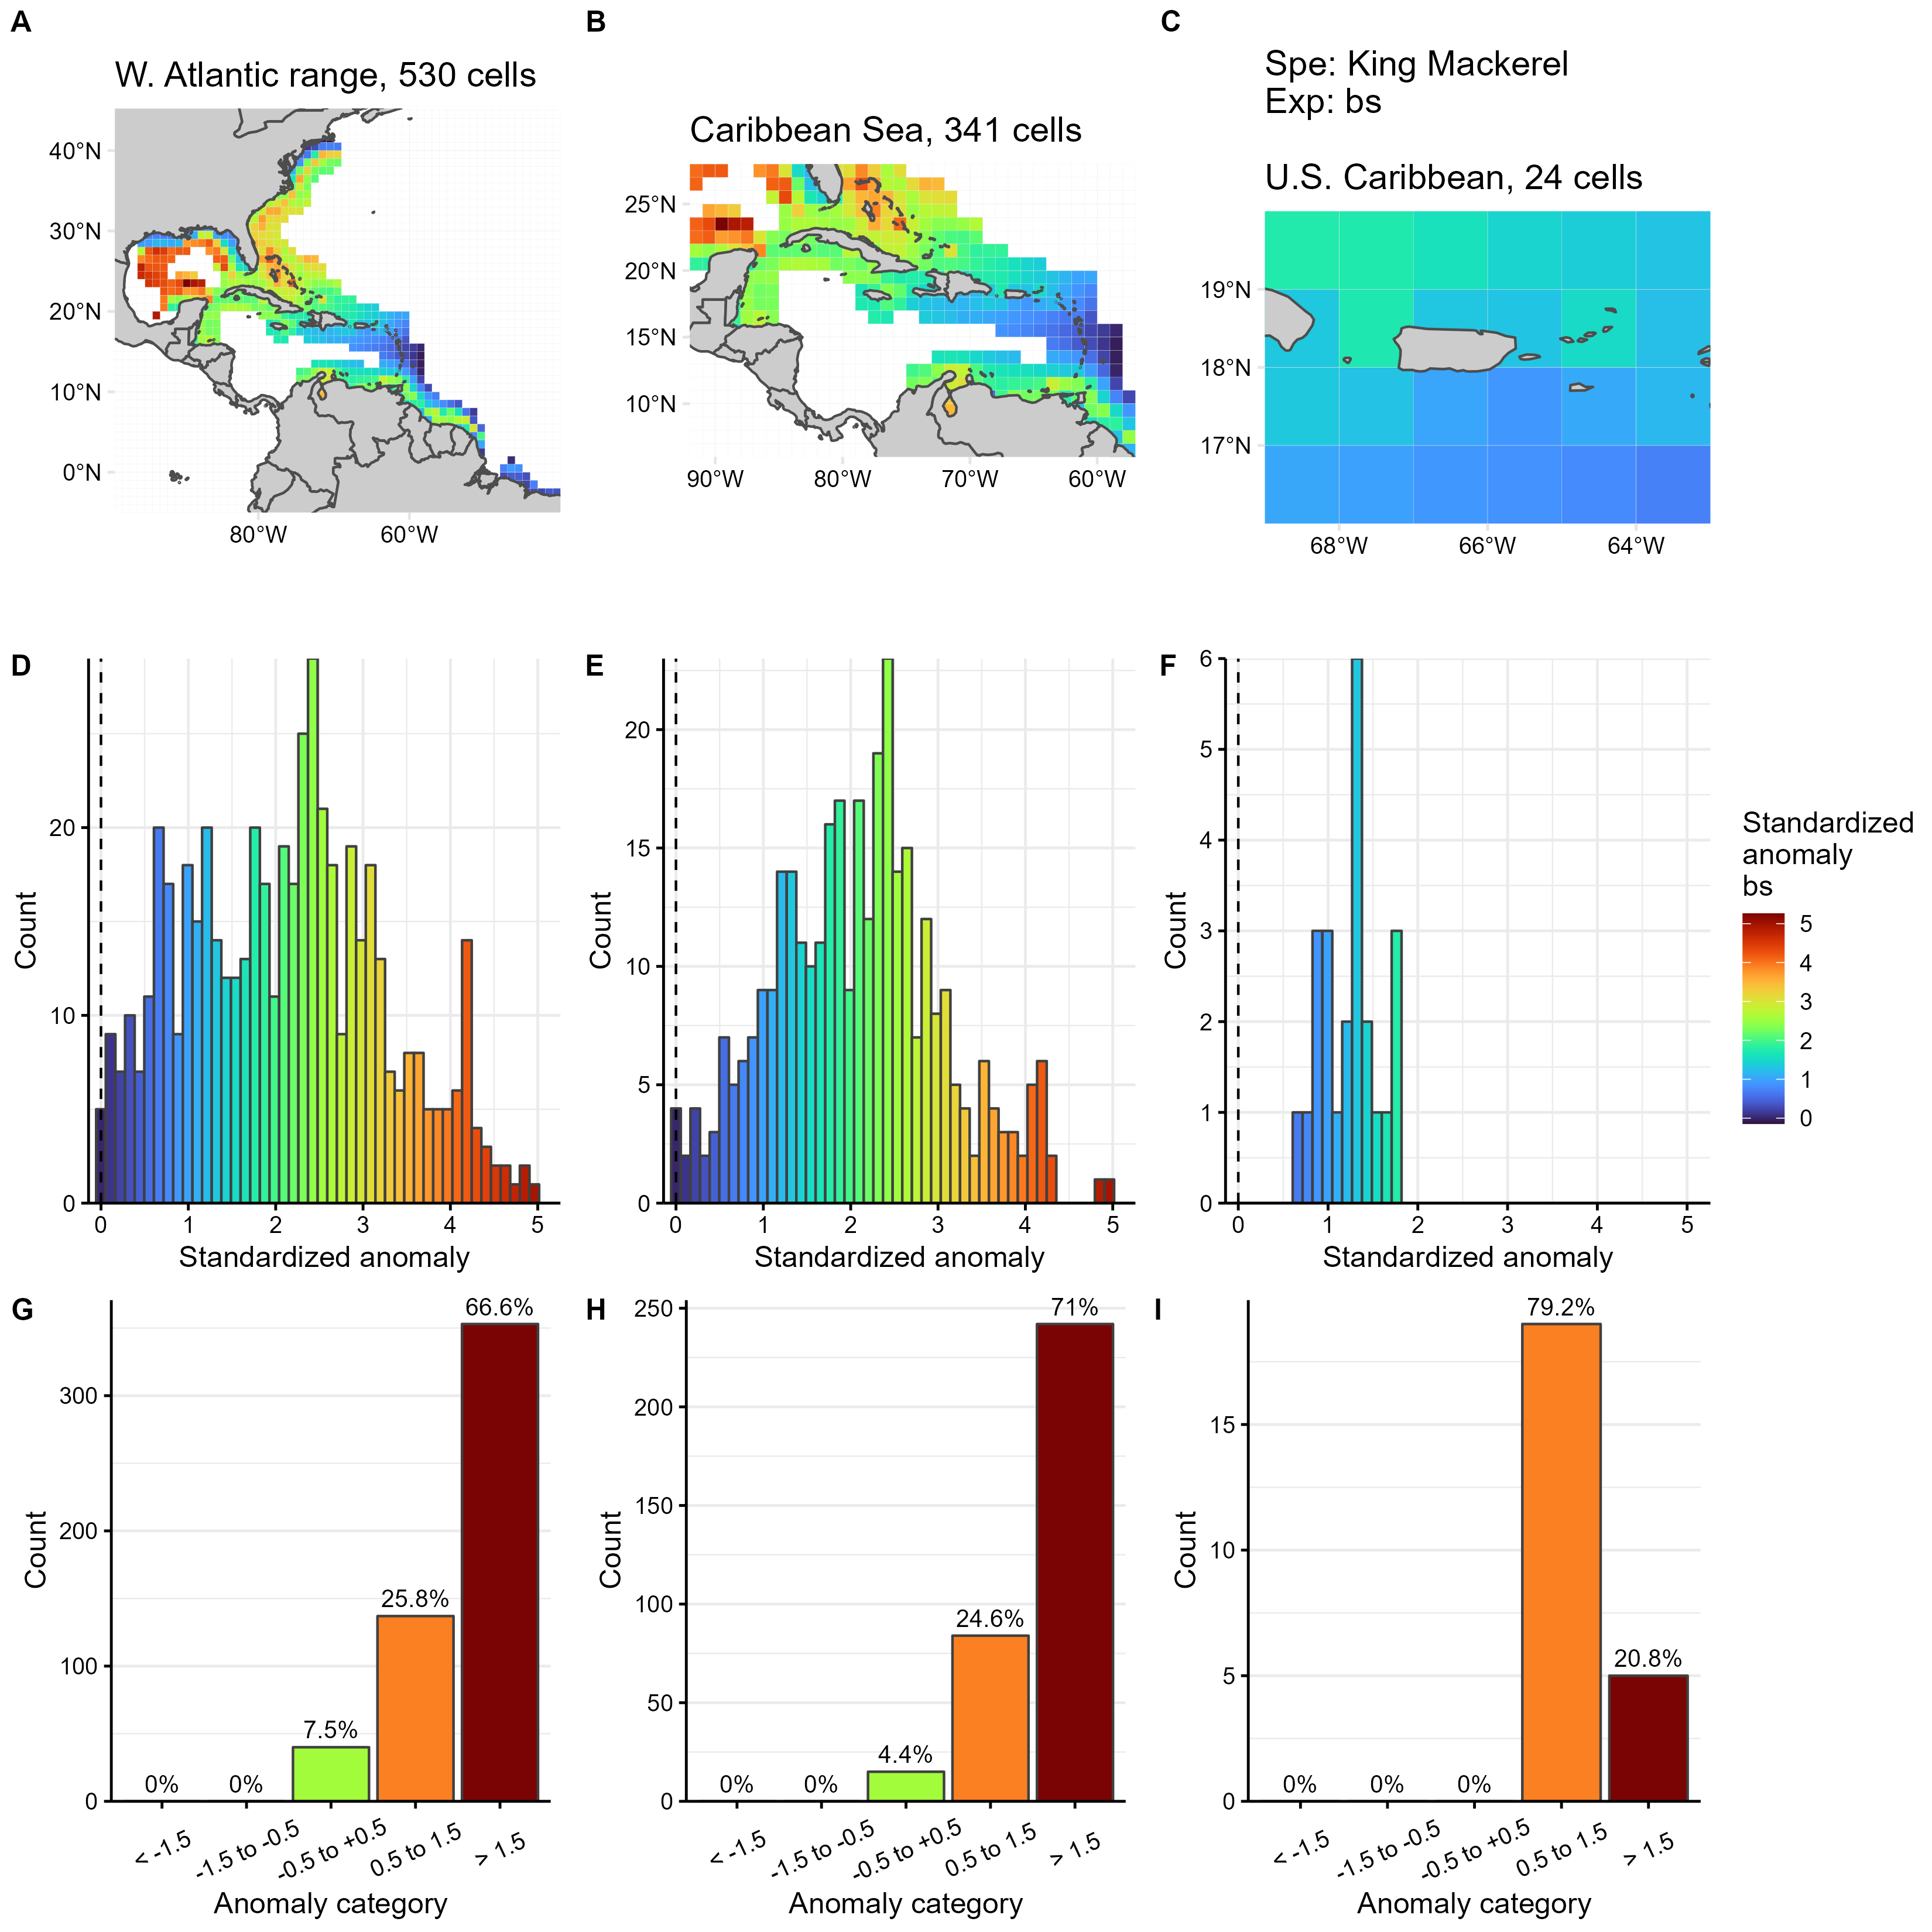 A
B
C
W. Atlantic range, 530 cells
Caribbean Sea, 341 cells
Spe: King Mackerel
Exp: bs
U.S. Caribbean, 24 cells
40°N
30°N
20°N
10°N
0°N
80°W
60°W
25°N
20°N
15°N
10°N
90°W
80°W
70°W
60°W
19°N
18°N
17°N
68°W
66°W
64°W
D
Count
20
10
0
0
1
2
3
4
5
Standardized anomaly
E
Count
20
15
10
5
0
0
1
2
3
4
5
Standardized anomaly
F
Count
6
5
4
3
2
1
0
0
1
2
3
4
5
Standardized anomaly
Standardized
anomaly
bs
5
4
3
2
1
0
G
Count
300
200
100
0
0%
0%
7.5%
25.8%
66.6%
< -1.5
-1.5 to -0.5
-0.5 to +0.5
0.5 to 1.5
> 1.5
Anomaly category
H
Count
250
200
150
100
50
0
0%
0%
4.4%
24.6%
71%
< -1.5
-1.5 to -0.5
-0.5 to +0.5
0.5 to 1.5
> 1.5
Anomaly category
I
Count
15
10
5
0
0%
0%
0%
79.2%
20.8%
< -1.5
-1.5 to -0.5
-0.5 to +0.5
0.5 to 1.5
> 1.5
Anomaly category